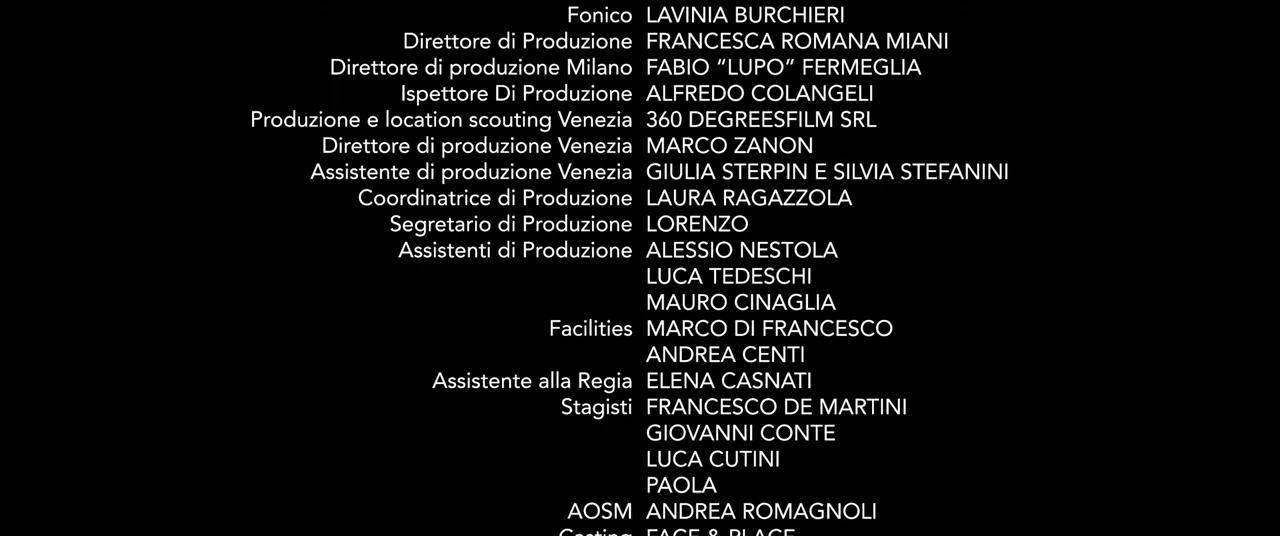 Fonico LAVINIA BURCHIERI
Direttore di Produzione FRANCESCA ROMANA MIANI
Direttore di produzione Milano FABIO “LUPO” FERMEGLIA
Ispettore Di Produzione ALFREDO COLANGELI
Produzione e location scouting Venezia 360 DEGREESFILM SRL
Direttore di produzione Venezia MARCO ZANON
Assistente di produzione Venezia GIULIA STERPIN E SILVIA STEFANINI
Coordinatrice di Produzione LAURA RAGAZZOLA
Segretario di Produzione LORENZO
Assistenti di Produzione ALESSIO NESTOLA
LUCA TEDESCHI
MAURO CINAGLIA
Facilities MARCO DI FRANCESCO
ANDREA CENTI
Assistente alla Regia ELENA CASNATI
Stagisti FRANCESCO DE MARTINI
GIOVANNI CONTE
LUCA CUTINI
PAOLA
AOSM ANDREA ROMAGNOLI
Casting FACE & PLACE